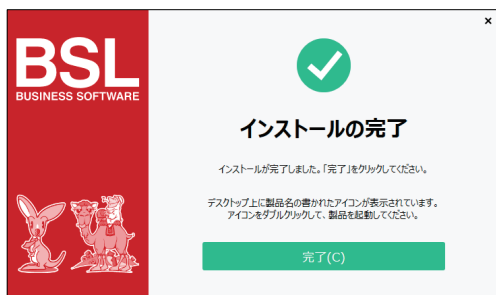 BSL
BUSINESS SOFTWARE
×
インストールの完了
インストールが完了しました。「完了」をクリックしてください。
デスクトップ上に製品名の書かれたアイコンが表示されています。
アイコンをダブルクリックして、製品を起動してください。
完了(C)